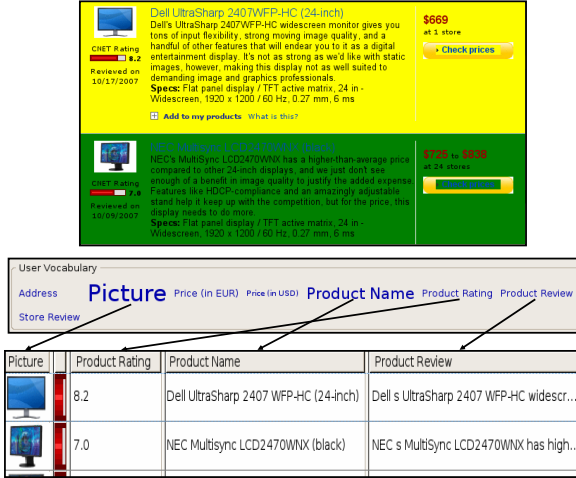 Dell UltraSharp 2407WFP-HC (24-inch)
Dell's UltraSharp 2407WFP-HC widescreen monitor gives you
tons of input flexibility, strong moving image quality, and a
handful of other features that will endear you to it as a digital
entertainment display. It's not as strong as we'd like with static
images, however, making this display not as well suited to
demanding image and graphics professionals.
Specs: Flat panel display / TFT active matrix, 24 in -
Widescreen, 1920 x 1200 / 60 Hz, 0.27 mm, 6 ms
Add to my products What is this?
CNET Rating
8.2
Reviewed on
10/17/2007
$669
at 1 store
Check prices
NEC Multisync LCD2470WNX (black)
NEC's MultiSync LCD2470WNX has a higher-than-average price
compared to other 24-inch displays, and we just don't see
enough of a benefit in image quality to justify the added expense.
Features like HDCP-compliance and an amazingly adjustable
stand help it keep up with the competition, but for the price, this
display needs to do more.
Specs: Flat panel display / TFT active matrix, 24 in -
Widescreen, 1920 x 1200 / 60 Hz, 0.27 mm, 6 ms
CNET Rating
7.0
Reviewed on
10/09/2007
$725 to $838
at 24 stores
Check prices
User Vocabulary
Address Picture Price (in EUR) Price (in USD) Product Name Product Rating Product Review
Store Review
Picture Product Rating Product Name Product Review
8.2 Dell UltraSharp 2407 WFP-HC (24-inch) Dell s UltraSharp 2407 WFP-HC widescr...
7.0 NEC Multisync LCD2470WNX (black) NEC s MultiSync LCD2470WNX has high...